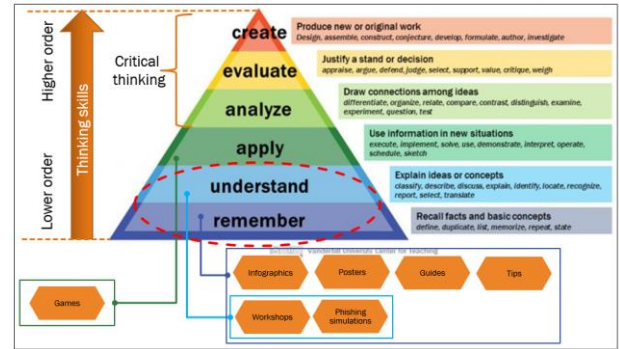 Higher order
Lower order
Thinking skills
Critical
thinking
create
evaluate
analyze
apply
understand
remember
Produce new or original work
Design, assemble, construct, conjecture, develop, formulate, author, investigate
Justify a stand or decision
appraise, argue, defend, judge, select, support, value, critique, weigh
Draw connections among ideas
differentiate, organize, relate, compare, contrast, distinguish, examine,
experiment, question, test
Use information in new situations
execute, implement, solve, use, demonstrate, interpret, operate,
schedule, sketch
Explain ideas or concepts
classify, describe, discuss, explain, identify, locate, recognize,
report, select, translate
Recall facts and basic concepts
define, duplicate, list, memorize, repeat, state
Vanderbilt University Center for Teaching
Infographics
Posters
Guides
Tips
Games
Workshops
Phishing
simulations